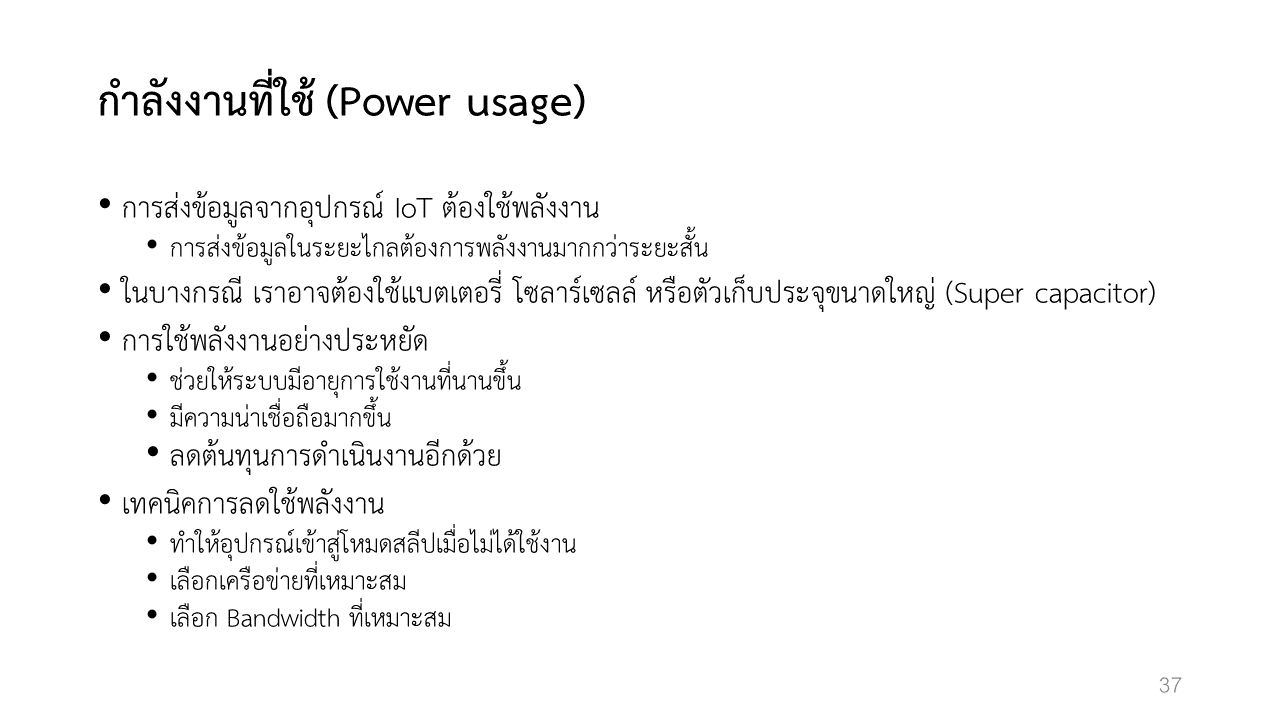 กำลังงานที่ใช้ (Power usage)
• การส่งข้อมูลจากอุปกรณ์ IoT ต้องใช้พลังงาน
• การส่งข้อมูลในระยะไกลต้องการพลังงานมากกว่าระยะสั้น
• ในบางกรณี เราอาจต้องใช้แบตเตอรี่ โซลาร์เซลล์ หรือตัวเก็บประจุขนาดใหญ่ (Super capacitor)
• การใช้พลังงานอย่างประหยัด
• ช่วยให้ระบบมีอายุการใช้งานที่นานขึ้น
• มีความน่าเชื่อถือมากขึ้น
• ลดต้นทุนการดำเนินงานอีกด้วย
• เทคนิคการลดใช้พลังงาน
• ทำให้อุปกรณ์เข้าสู่โหมดสลีปเมื่อไม่ได้ใช้งาน
• เลือกเครือข่ายที่เหมาะสม
• เลือก Bandwidth ที่เหมาะสม
37